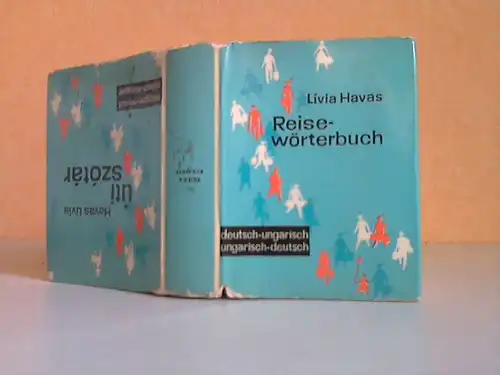 Lívia Havas
Reise-
wörterbuch
deutsch-ungarisch
ungarisch-deutsch
Havas Lívia
úti
szótár